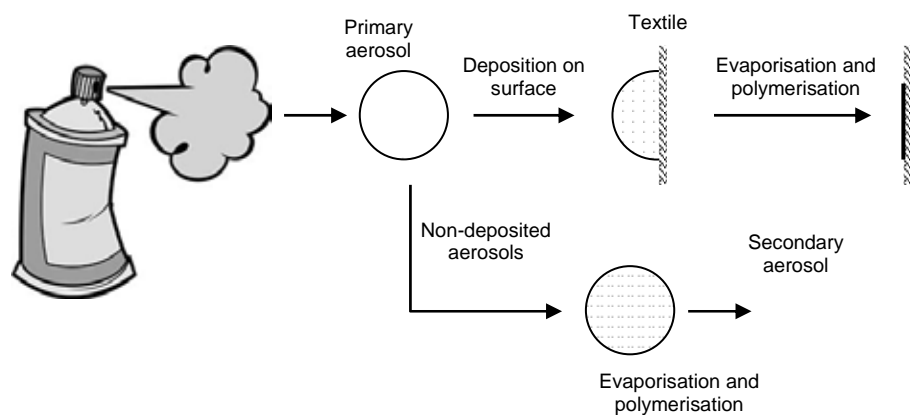 Primary
aerosol
Deposition on
surface
Textile
Evaporisation and
polymerisation
Non-deposited
aerosols
Secondary
aerosol
Evaporisation and
polymerisation